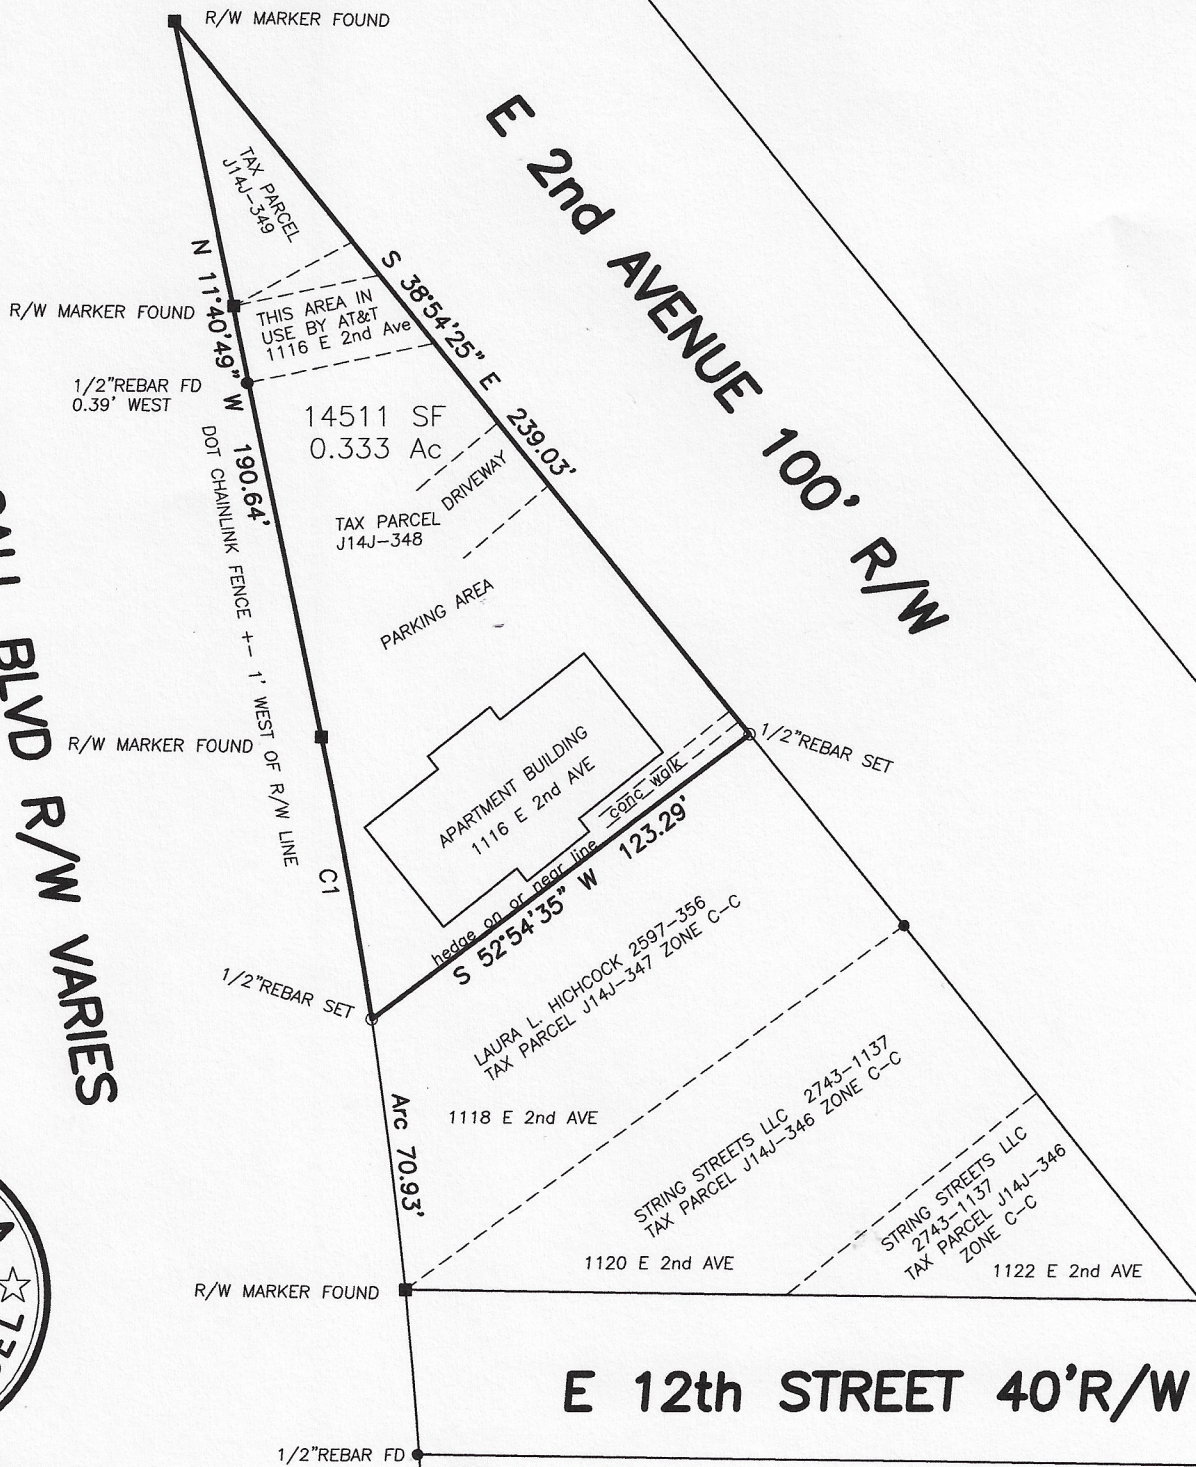 R/W MARKER FOUND
E 2nd AVENUE 100' R/W
TAX PARCEL
J14J-349
N 11°40'49" W 190.64'
S 38°54'25" E 239.03'
R/W MARKER FOUND
THIS AREA IN
USE BY AT&T
1116 E 2nd Ave
1/2"REBAR FD
0.39' WEST
14511 SF
0.333 Ac
DRIVEWAY
TAX PARCEL
J14J-348
DOT CHAINLINK FENCE +- 1' WEST OF R/W LINE
PARKING AREA
BLVD R/W VARIES
R/W MARKER FOUND
APARTMENT BUILDING
1116 E 2nd AVE
conc walk
1/2"REBAR SET
C1
hedge on or near line
S 52°54'35" W 123.29'
1/2"REBAR SET
LAURA L. HICHCOCK 2597-356
TAX PARCEL J14J-347 ZONE C-C
1118 E 2nd AVE
Arc 70.93'
STRING STREETS LLC 2743-1137
TAX PARCEL J14J-346 ZONE C-C
1120 E 2nd AVE
STRING STREETS LLC
2743-1137
TAX PARCEL J14J-346
ZONE C-C
1122 E 2nd AVE
R/W MARKER FOUND
E 12th STREET 40'R/W
1/2"REBAR FD